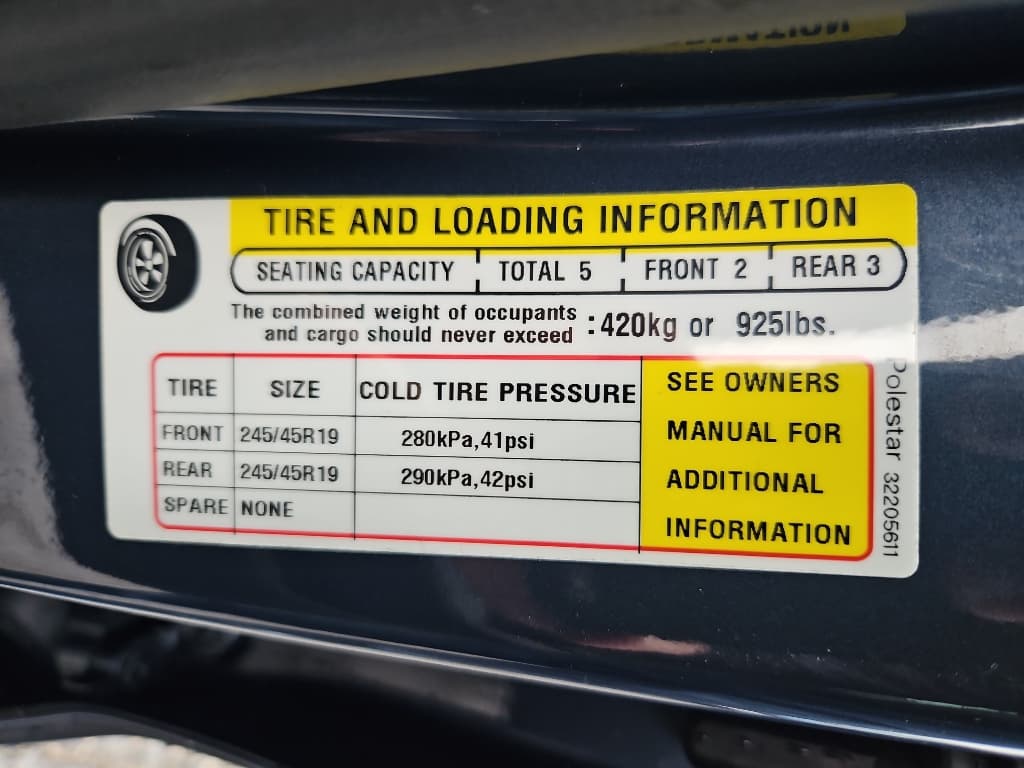 TIRE AND LOADING INFORMATION
SEATING CAPACITY TOTAL 5 FRONT 2 REAR 3
The combined weight of occupants
and cargo should never exceed :420kg or 925lbs.
TIRE SIZE COLD TIRE PRESSURE
FRONT 245/45R19 280kPa,41psi
REAR 245/45R19 290kPa,42psi
SPARE NONE
SEE OWNERS
MANUAL FOR
ADDITIONAL
INFORMATION
Polestar 32205611